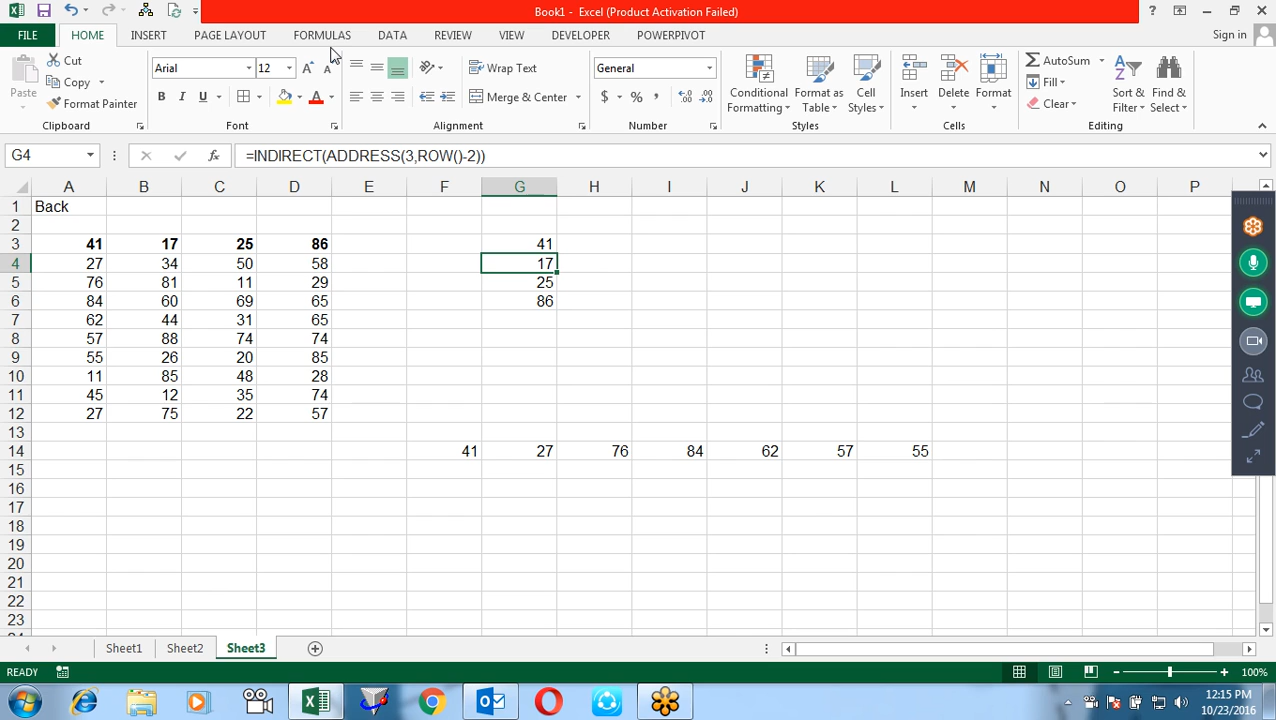 Book1 - Excel (Product Activation Failed)
FILE HOME INSERT PAGE LAYOUT FORMULAS DATA REVIEW VIEW DEVELOPER POWERPIVOT Sign in
Cut
Copy
Format Painter
Paste
Clipboard
Arial 12
B I U
Font
Wrap Text
Merge & Center
Alignment
General
$ % ,
Number
Conditional Formatting
Format as Table
Cell Styles
Styles
Insert Delete Format
Cells
AutoSum
Fill
Clear
Sort & Filter
Find & Select
Editing
G4 fx =INDIRECT(ADDRESS(3,ROW()-2))
A B C D E F G H I J K L M N O P
1 Back
2
3 41 17 25 86 41
4 27 34 50 58 17
5 76 81 11 29 25
6 84 60 69 65 86
7 62 44 31 65
8 57 88 74 74
9 55 26 20 85
10 11 85 48 28
11 45 12 35 74
12 27 75 22 57
13
14 41 27 76 84 62 57 55
15
16
17
18
19
20
21
22
23
Sheet1 Sheet2 Sheet3
READY 100%
12:15 PM
10/23/2016